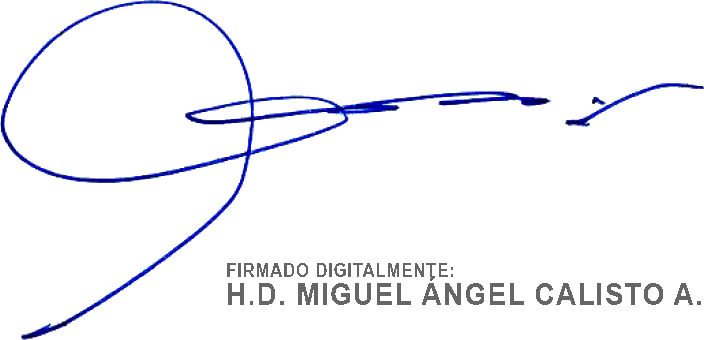 FIRMADO DIGITALMENTE:
H.D. MIGUEL ÁNGEL CALISTO A.